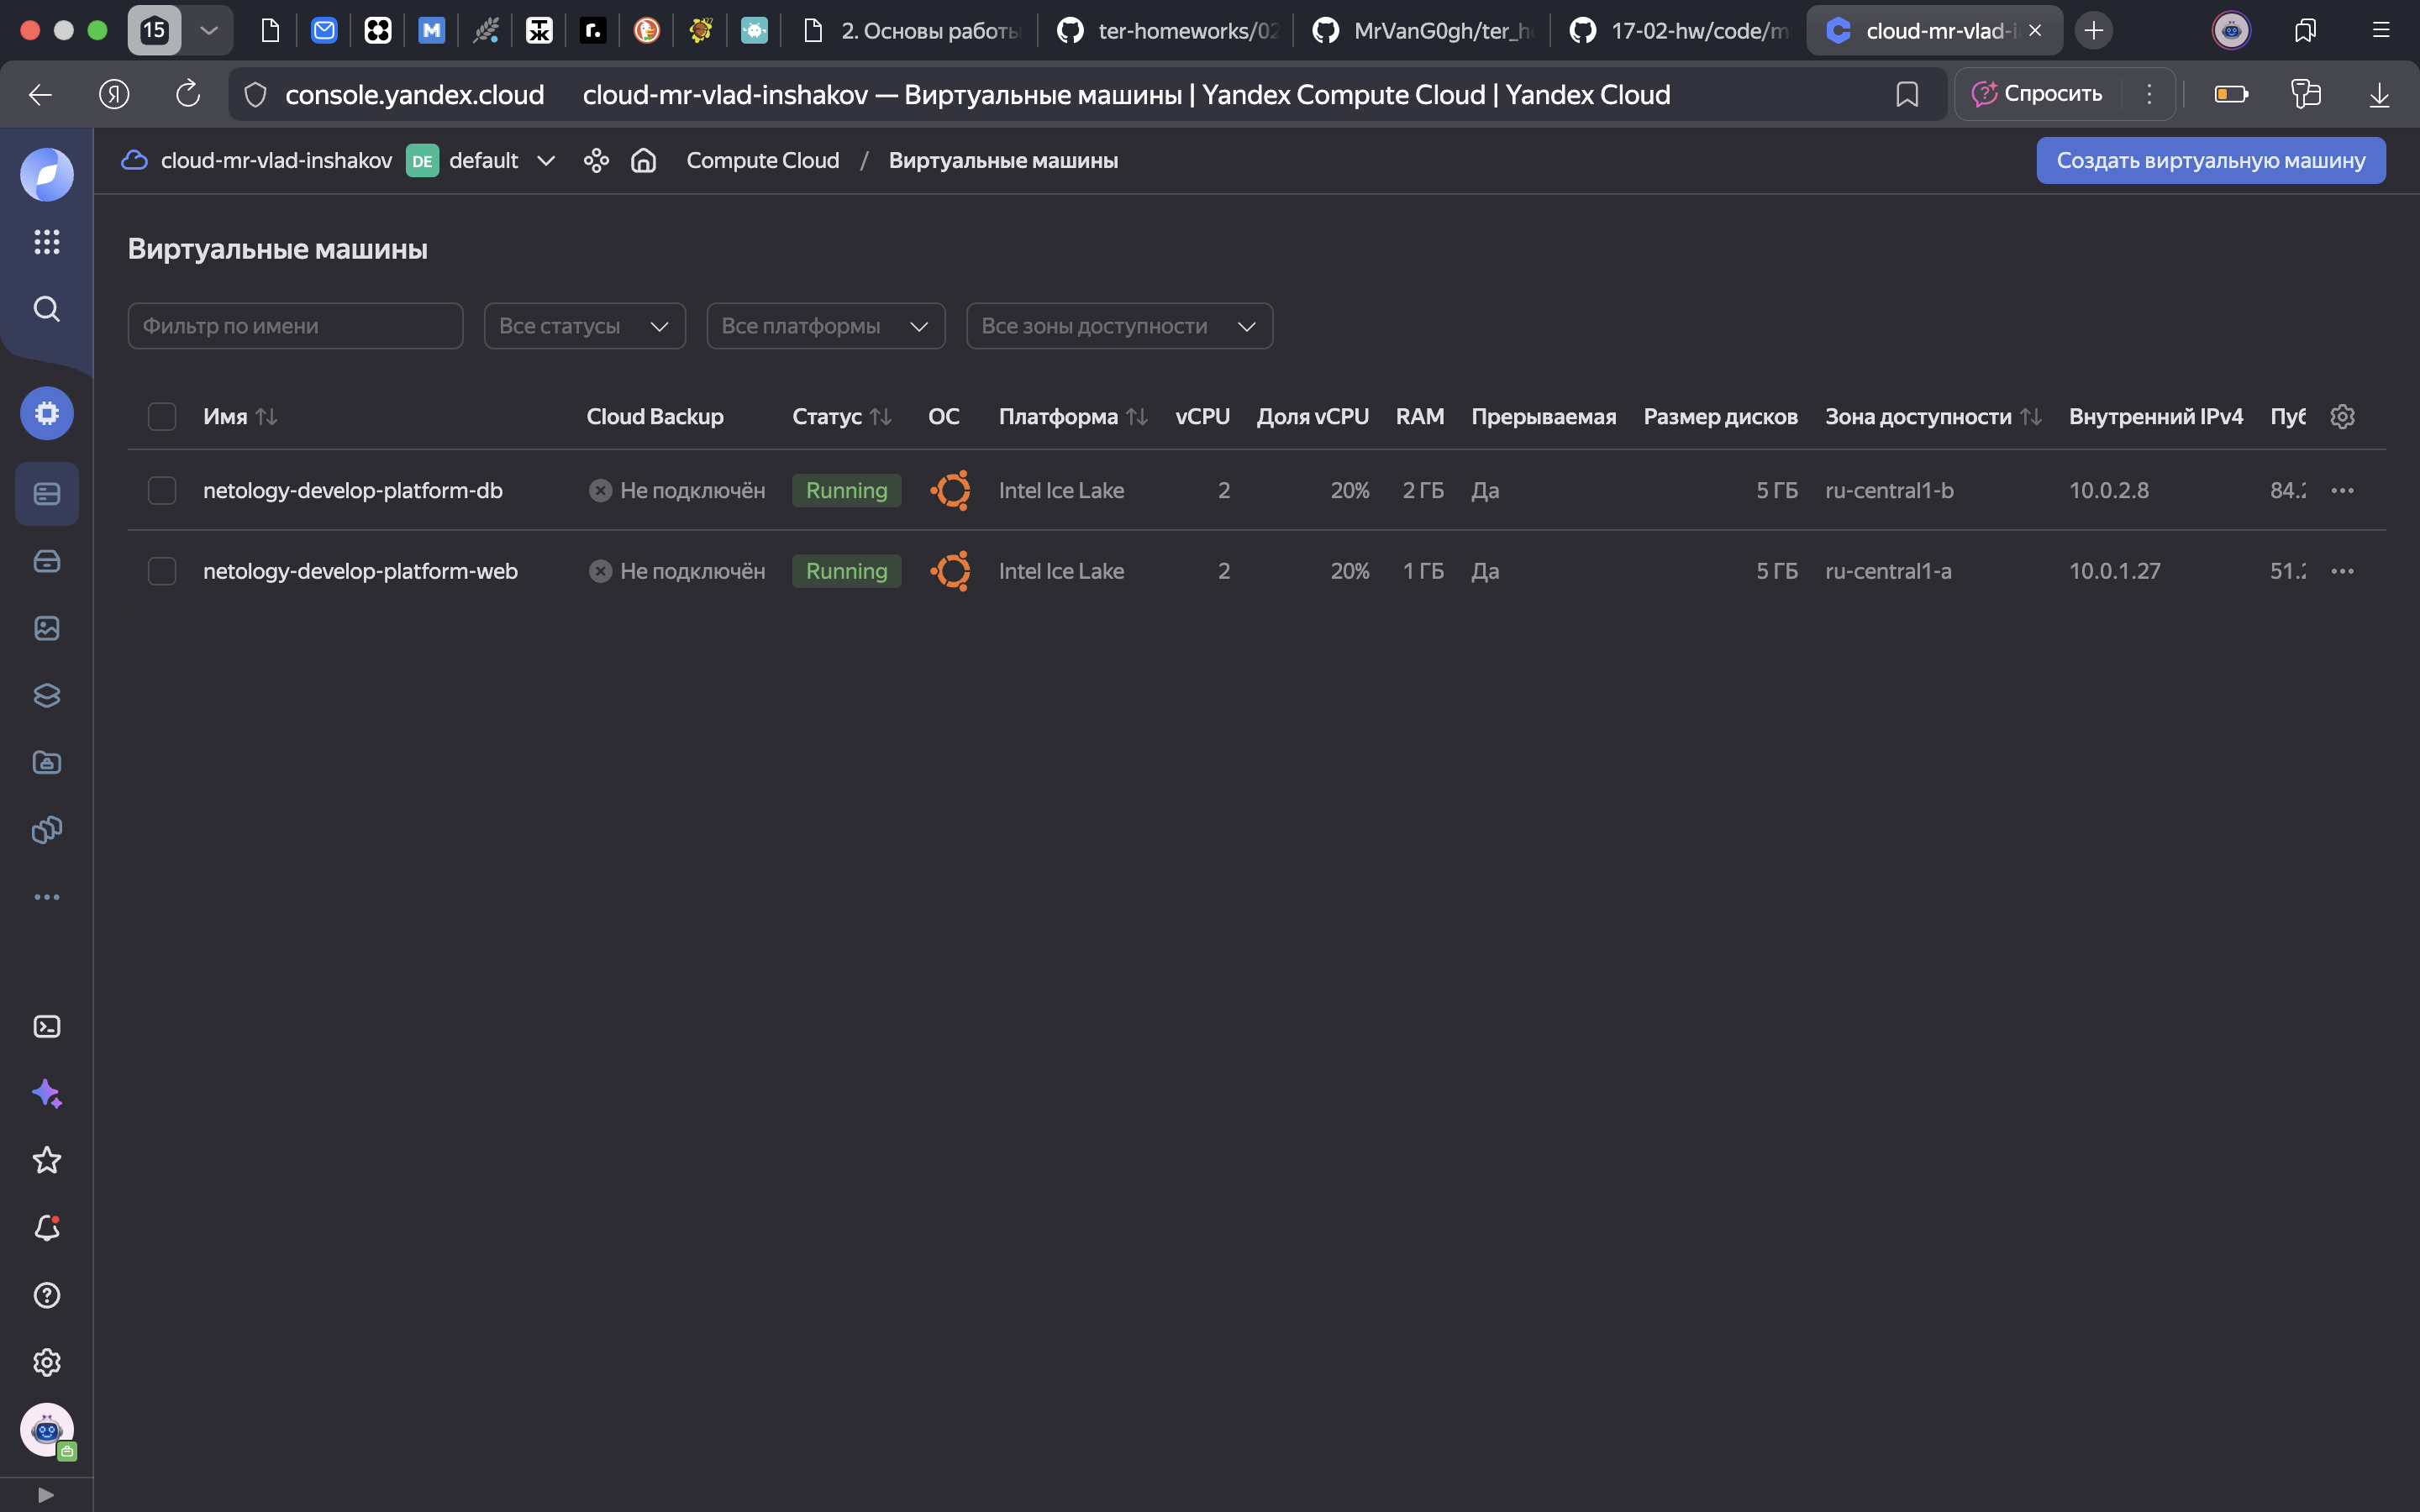 15
2. Основы работы
ter-homeworks/02
MrVanG0gh/ter_h
17-02-hw/code/m
cloud-mr-vlad-i
console.yandex.cloud
cloud-mr-vlad-inshakov — Виртуальные машины | Yandex Compute Cloud | Yandex Cloud
Спросить
cloud-mr-vlad-inshakov DE default
Compute Cloud / Виртуальные машины
Создать виртуальную машину
Виртуальные машины
Фильтр по имени
Все статусы
Все платформы
Все зоны доступности
Имя Cloud Backup Статус ОС Платформа vCPU Доля vCPU RAM Прерываемая Размер дисков Зона доступности Внутренний IPv4 Пуб
netology-develop-platform-db Не подключён Running Intel Ice Lake 2 20% 2 ГБ Да 5 ГБ ru-central1-b 10.0.2.8 84.2
netology-develop-platform-web Не подключён Running Intel Ice Lake 2 20% 1 ГБ Да 5 ГБ ru-central1-a 10.0.1.27 51.2